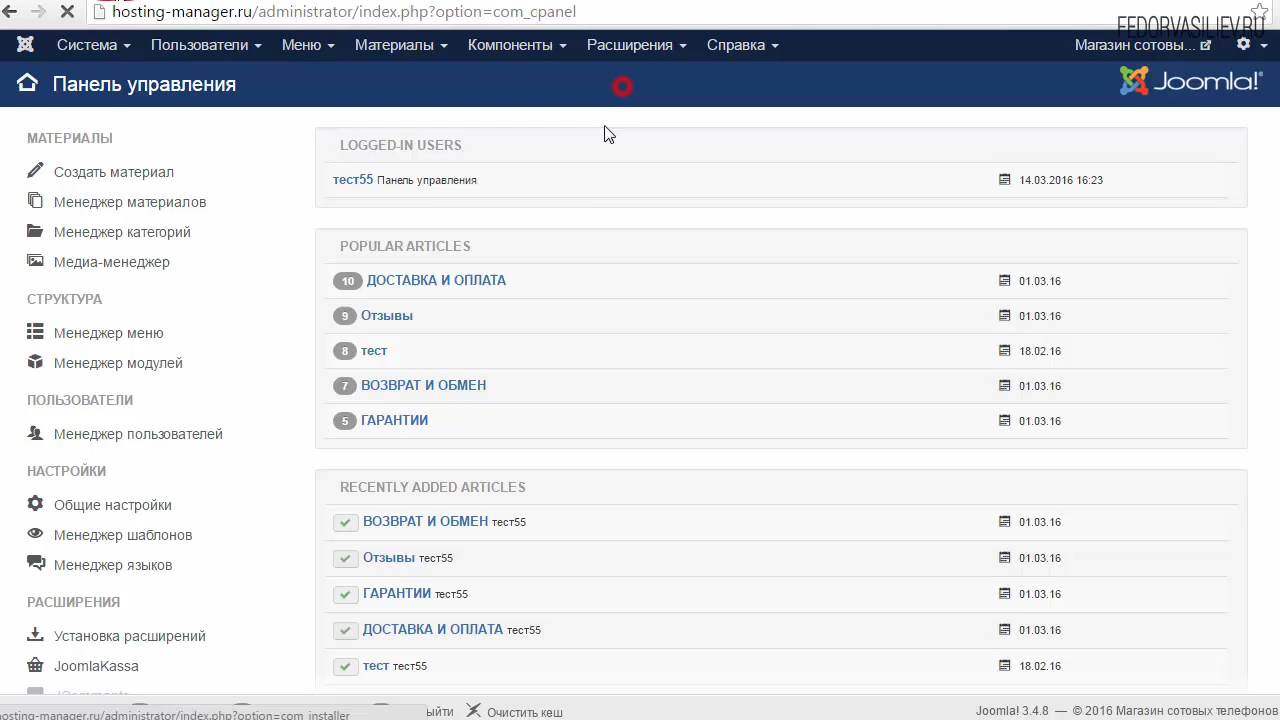 hosting-manager.ru/administrator/index.php?option=com_cpanel
FEDORVASILIEV.RU
Система Пользователи Меню Материалы Компоненты Расширения Справка Магазин сотовы...
Панель управления
Joomla!
МАТЕРИАЛЫ
Создать материал
Менеджер материалов
Менеджер категорий
Медиа-менеджер
СТРУКТУРА
Менеджер меню
Менеджер модулей
ПОЛЬЗОВАТЕЛИ
Менеджер пользователей
НАСТРОЙКИ
Общие настройки
Менеджер шаблонов
Менеджер языков
РАСШИРЕНИЯ
Установка расширений
JoomlaKassa
JComments
LOGGED-IN USERS
тест55 Панель управления 14.03.2016 16:23
POPULAR ARTICLES
10 ДОСТАВКА И ОПЛАТА 01.03.16
9 Отзывы 01.03.16
8 тест 18.02.16
7 ВОЗВРАТ И ОБМЕН 01.03.16
5 ГАРАНТИИ 01.03.16
RECENTLY ADDED ARTICLES
ВОЗВРАТ И ОБМЕН тест55 01.03.16
Отзывы тест55 01.03.16
ГАРАНТИИ тест55 01.03.16
ДОСТАВКА И ОПЛАТА тест55 01.03.16
тест тест55 18.02.16
hosting-manager.ru/administrator/index.php?option=com_installer
ыйти Очистить кеш Joomla! 3.4.8 — © 2016 Магазин сотовых телефонов